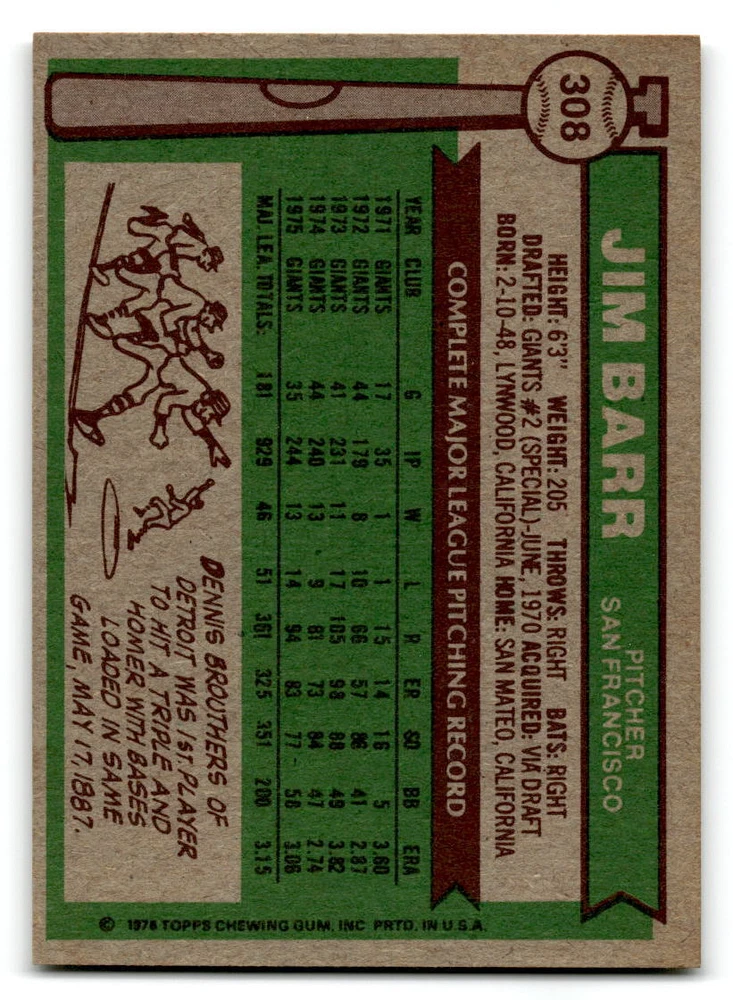 308
JIM BARR
PITCHER
SAN FRANCISCO
HEIGHT: 6'3" WEIGHT: 205 THROWS: RIGHT BATS: RIGHT
DRAFTED: GIANTS #2 (SPECIAL)-JUNE, 1970 ACQUIRED: VIA DRAFT
BORN: 2-10-48, LYNWOOD, CALIFORNIA HOME: SAN MATEO, CALIFORNIA
COMPLETE MAJOR LEAGUE PITCHING RECORD
YEAR CLUB G IP W L R ER SO BB ERA
1971 GIANTS 17 35 1 1 15 14 16 5 3.60
1972 GIANTS 44 179 8 10 66 57 86 41 2.87
1973 GIANTS 41 231 11 17 105 98 88 49 3.82
1974 GIANTS 44 240 13 9 81 73 84 47 2.74
1975 GIANTS 35 244 13 14 94 83 77 58 3.06
MAJ. LEA. TOTALS: 181 929 46 51 361 325 351 200 3.15
DENNIS BROUTHERS OF
DETROIT WAS 1ST. PLAYER
TO HIT A TRIPLE AND
HOMER WITH BASES
LOADED IN SAME
GAME, MAY 17, 1887.
© 1976 TOPPS CHEWING GUM, INC PRTD. IN U.S.A.